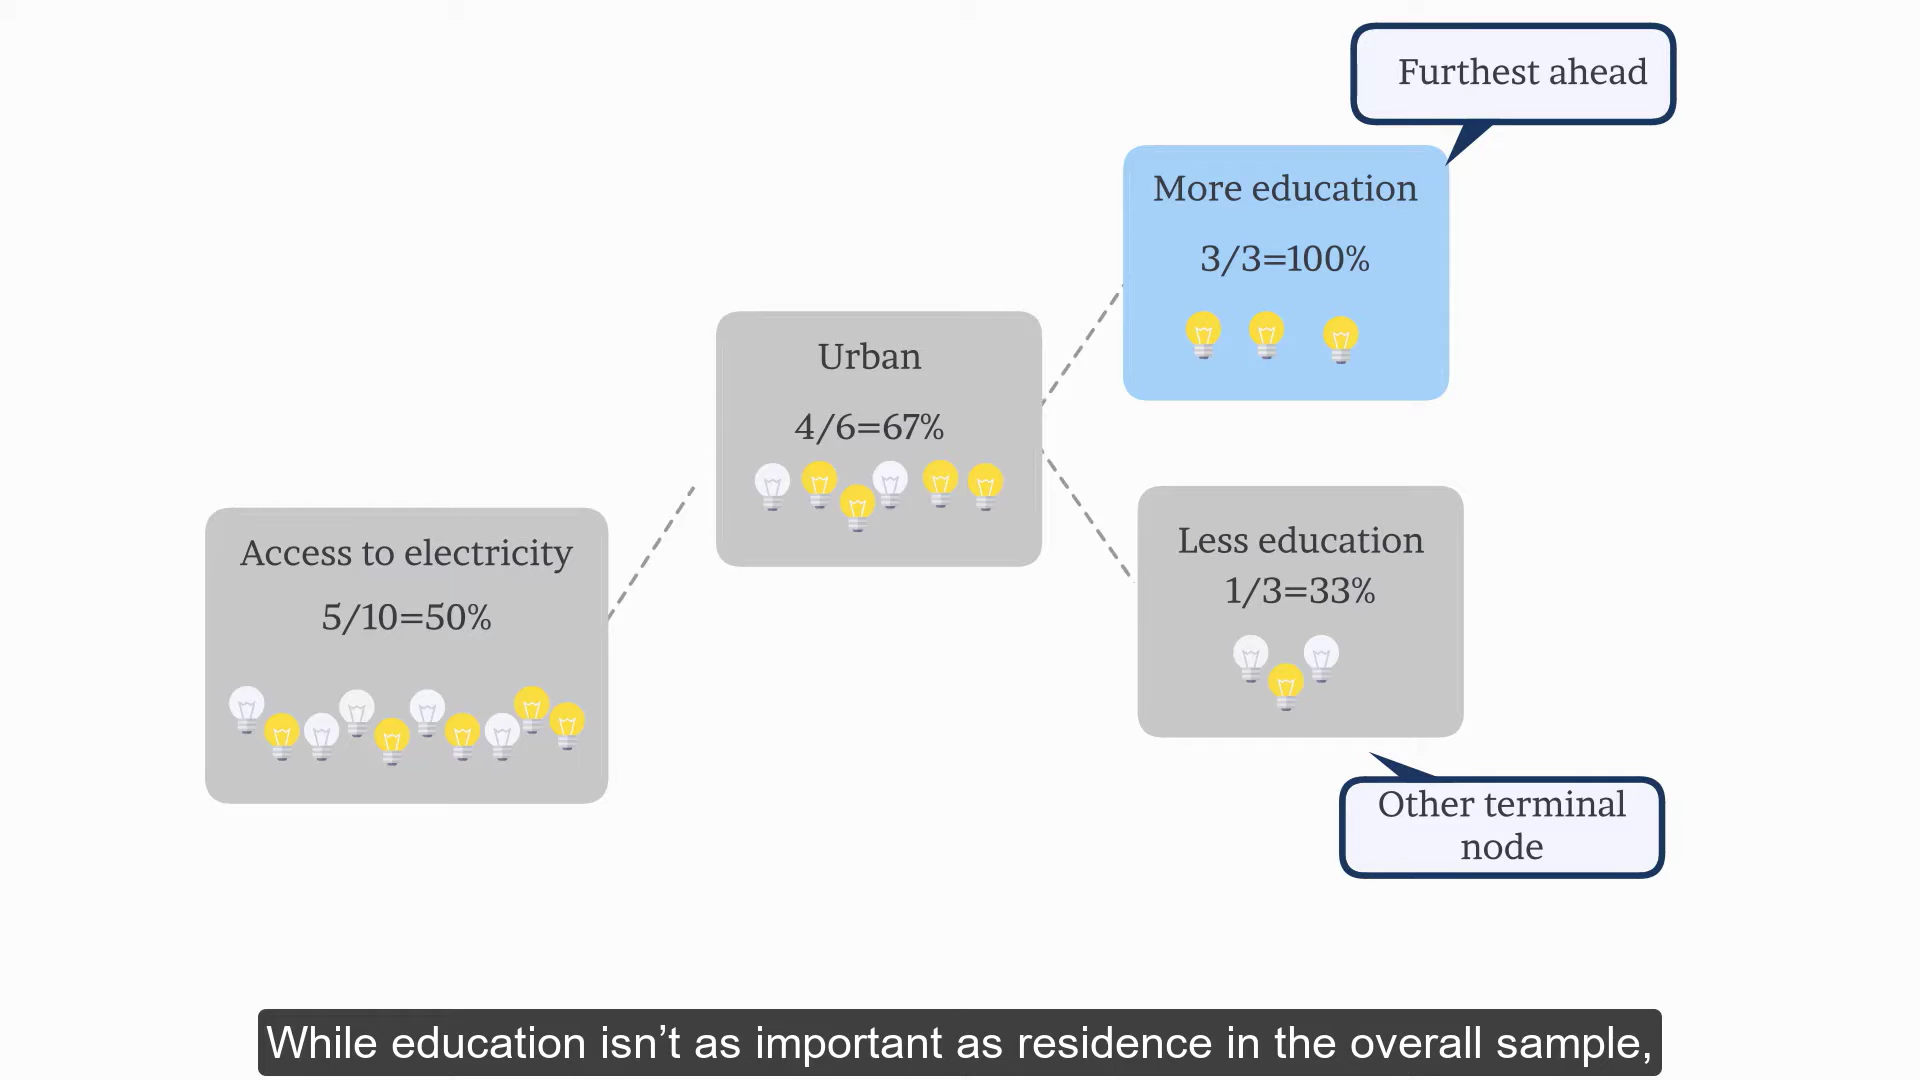 Furthest ahead
More education
3/3=100%
Urban
4/6=67%
Access to electricity
5/10=50%
Less education
1/3=33%
Other terminal
node
While education isn’t as important as residence in the overall sample,